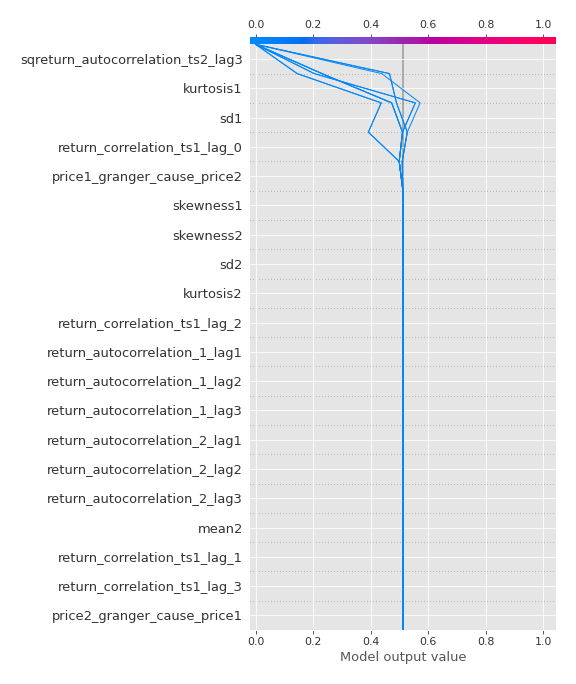 0.0 0.2 0.4 0.6 0.8 1.0
sqreturn_autocorrelation_ts2_lag3
kurtosis1
sd1
return_correlation_ts1_lag_0
price1_granger_cause_price2
skewness1
skewness2
sd2
kurtosis2
return_correlation_ts1_lag_2
return_autocorrelation_1_lag1
return_autocorrelation_1_lag2
return_autocorrelation_1_lag3
return_autocorrelation_2_lag1
return_autocorrelation_2_lag2
return_autocorrelation_2_lag3
mean2
return_correlation_ts1_lag_1
return_correlation_ts1_lag_3
price2_granger_cause_price1
0.0 0.2 0.4 0.6 0.8 1.0
Model output value